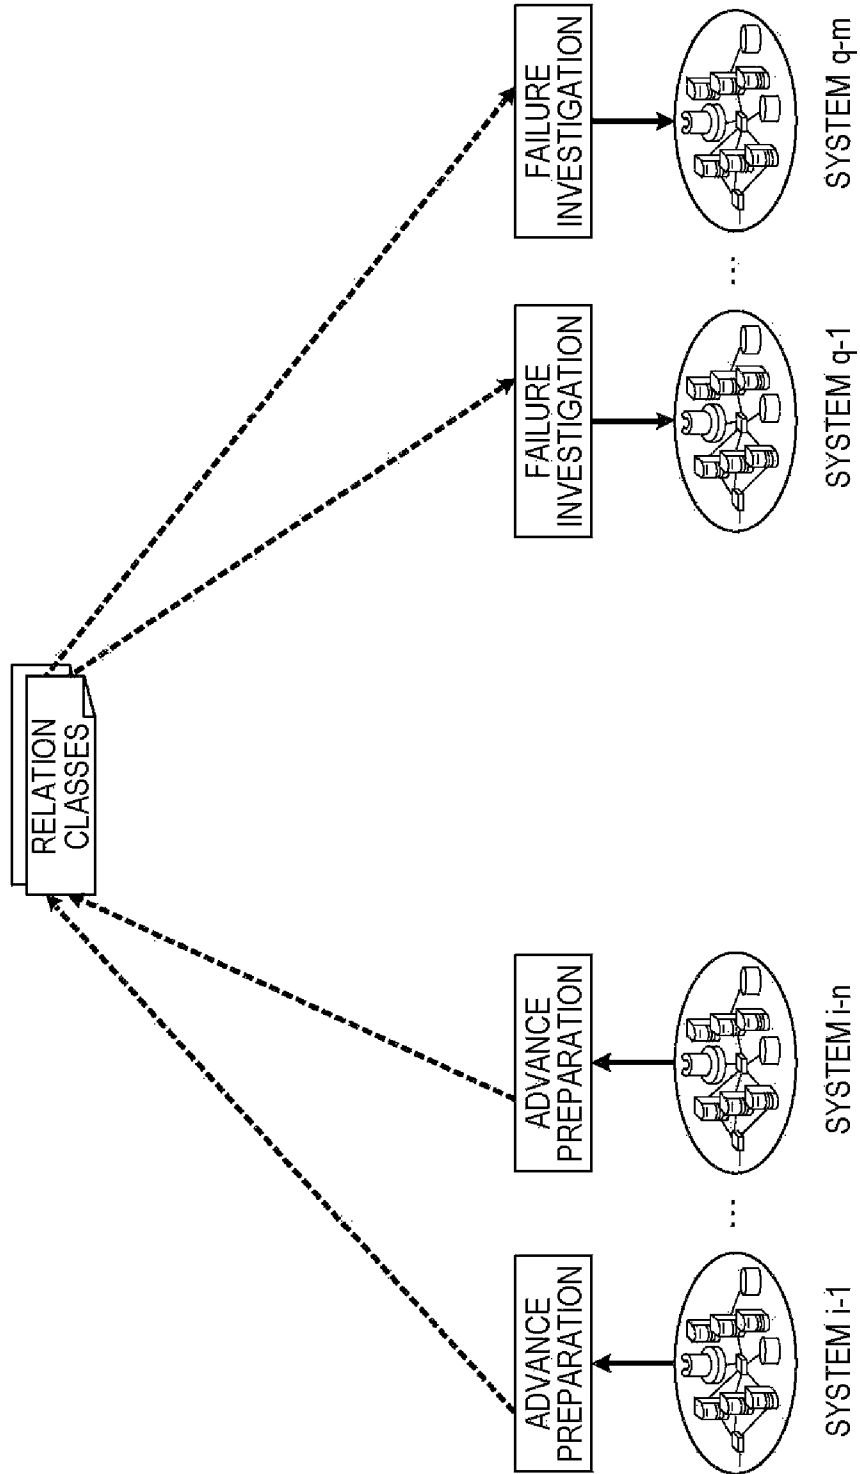 RELATION
CLASSES
ADVANCE
PREPARATION
ADVANCE
PREPARATION
FAILURE
INVESTIGATION
FAILURE
INVESTIGATION
...
...
SYSTEM i-1
SYSTEM i-n
SYSTEM q-1
SYSTEM q-m